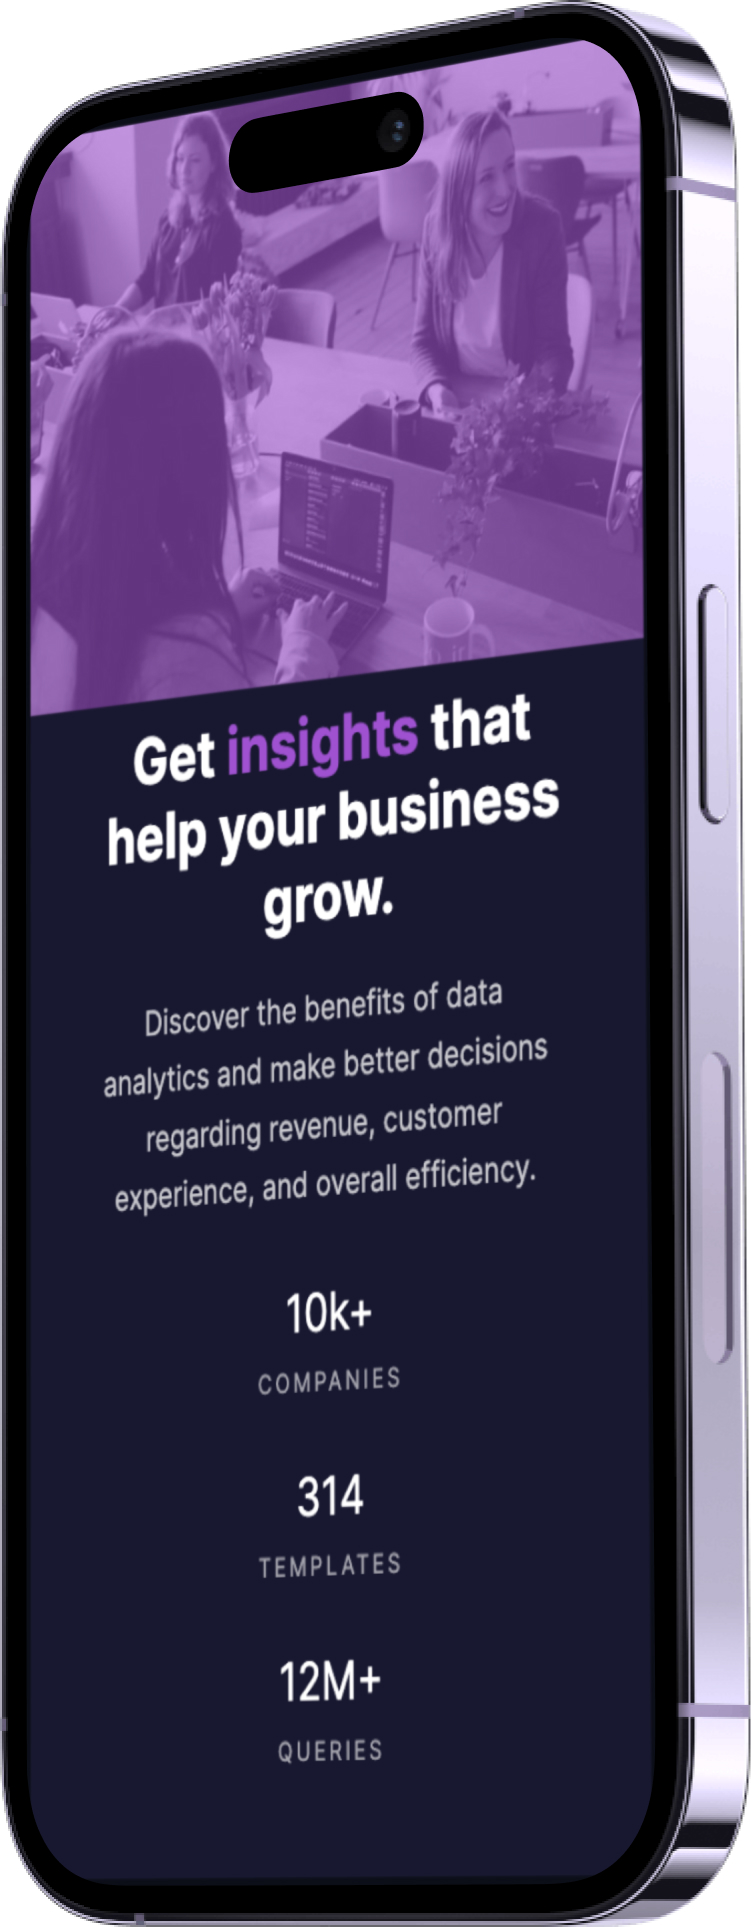 Get insights that
help your business
grow.
Discover the benefits of data
analytics and make better decisions
regarding revenue, customer
experience, and overall efficiency.
10k+
COMPANIES
314
TEMPLATES
12M+
QUERIES